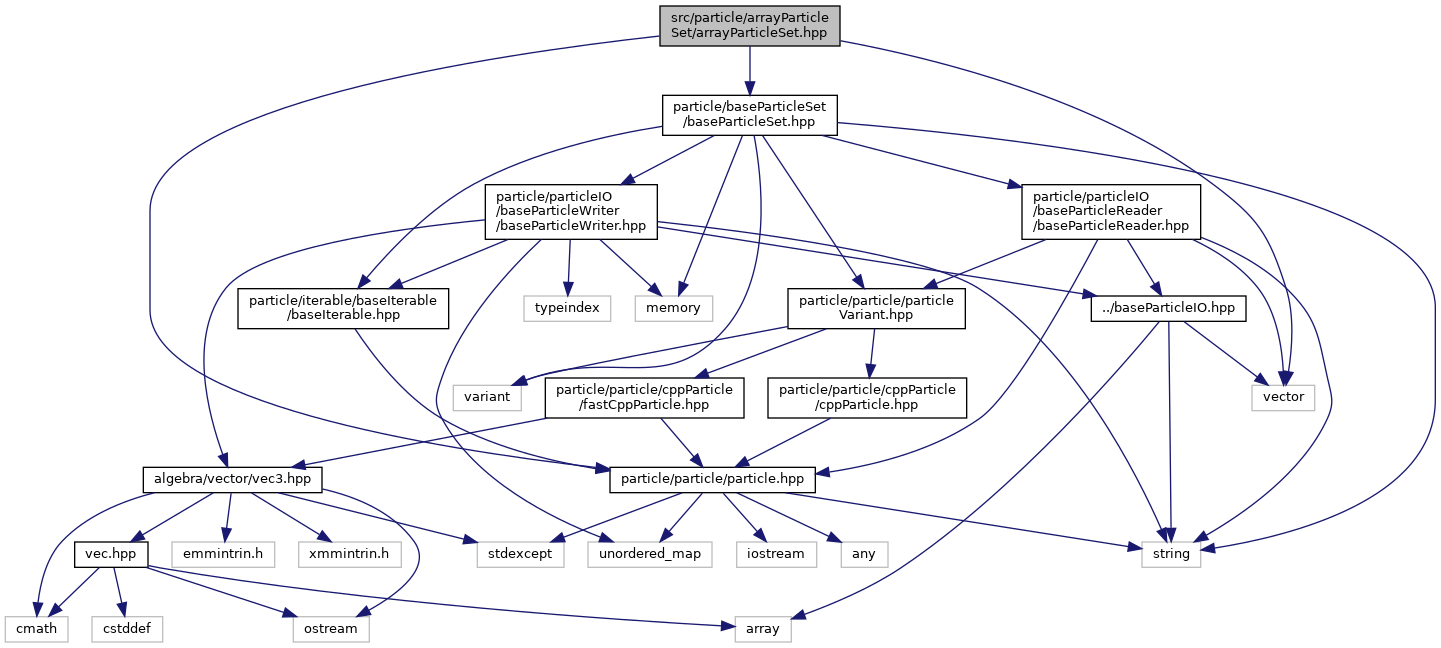 src/particle/arrayParticle
Set/arrayParticleSet.hpp
particle/baseParticleSet
/baseParticleSet.hpp
particle/particleIO
/baseParticleWriter
/baseParticleWriter.hpp
particle/particleIO
/baseParticleReader
/baseParticleReader.hpp
particle/iterable/baseIterable
/baseIterable.hpp
typeindex
memory
particle/particle/particle
Variant.hpp
../baseParticleIO.hpp
variant
particle/particle/cppParticle
/fastCppParticle.hpp
particle/particle/cppParticle
/cppParticle.hpp
vector
algebra/vector/vec3.hpp
particle/particle/particle.hpp
vec.hpp
emmintrin.h
xmmintrin.h
stdexcept
unordered_map
iostream
any
string
cmath
cstddef
ostream
array